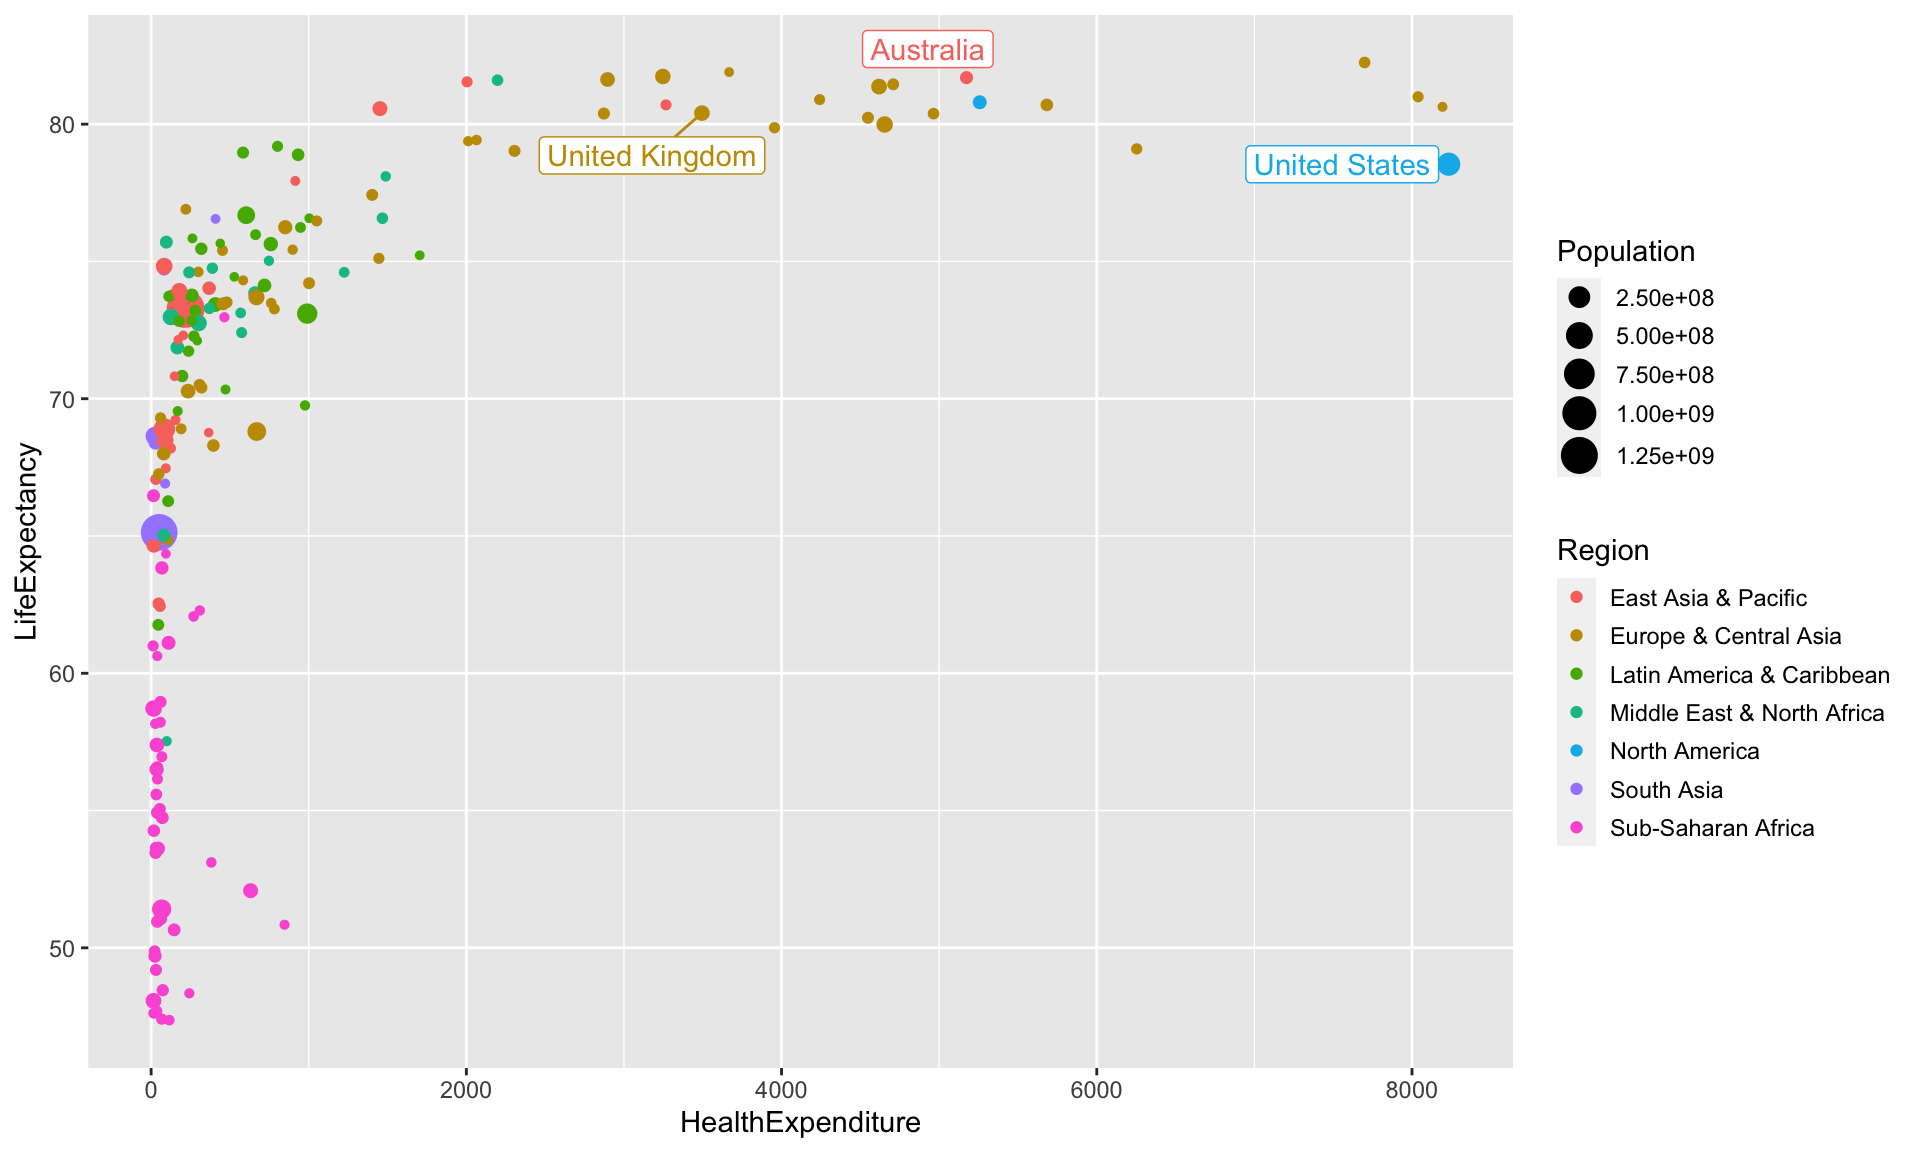 Australia
United Kingdom
United States
80
70
60
50
LifeExpectancy
0
2000
4000
6000
8000
HealthExpenditure
Population
2.50e+08
5.00e+08
7.50e+08
1.00e+09
1.25e+09
Region
East Asia & Pacific
Europe & Central Asia
Latin America & Caribbean
Middle East & North Africa
North America
South Asia
Sub-Saharan Africa